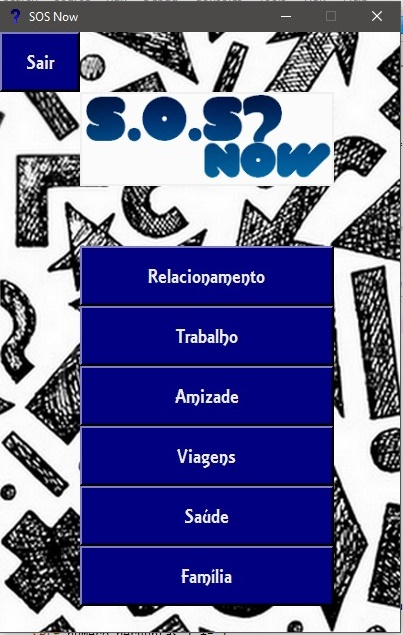 SOS Now
Sair
S.O.S?
NOW
Relacionamento
Trabalho
Amizade
Viagens
Saúde
Família